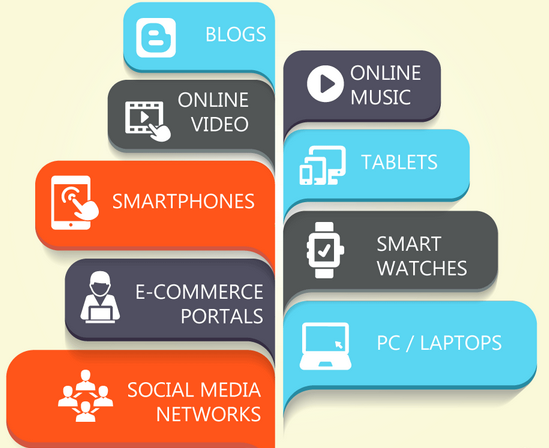 BLOGS
ONLINE
VIDEO
SMARTPHONES
E-COMMERCE
PORTALS
SOCIAL MEDIA
NETWORKS
ONLINE
MUSIC
TABLETS
SMART
WATCHES
PC / LAPTOPS